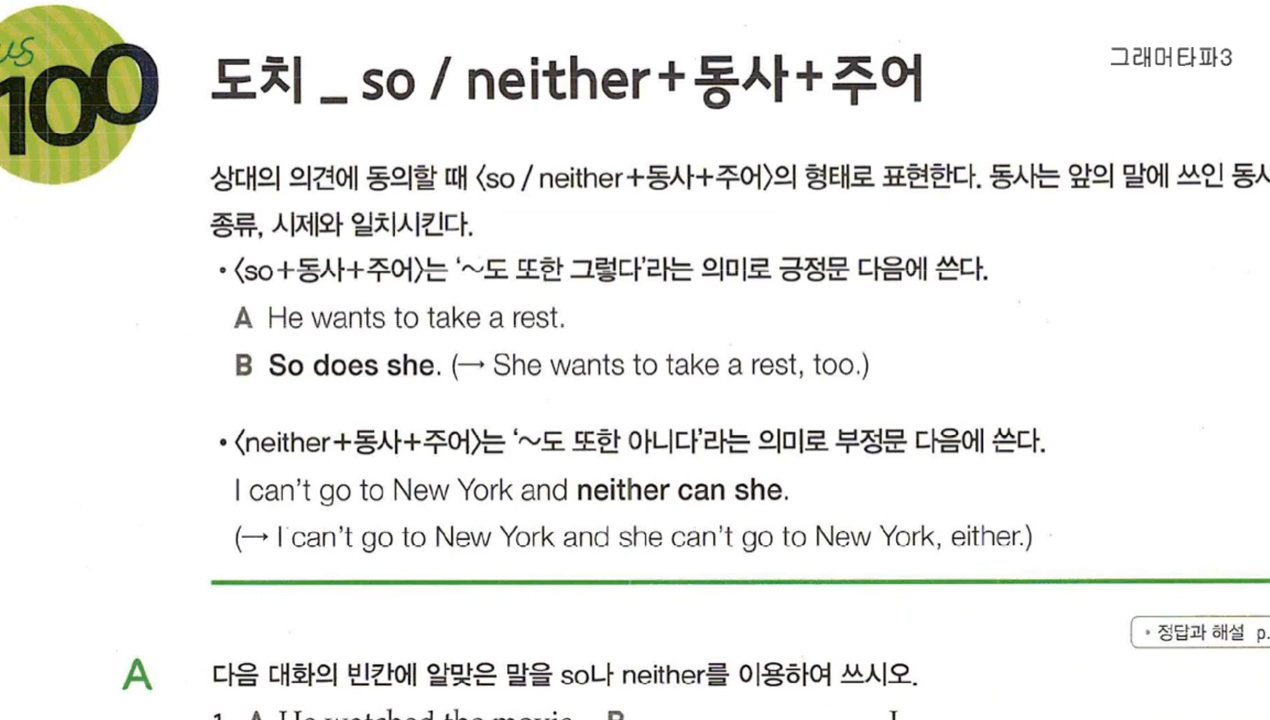 us
100
도치 _ so / neither+동사+주어
그래머타파3
상대의 의견에 동의할 때 〈so / neither+동사+주어〉의 형태로 표현한다. 동사는 앞의 말에 쓰인 동사
종류, 시제와 일치시킨다.
• 〈so+동사+주어〉는 ‘~도 또한 그렇다’라는 의미로 긍정문 다음에 쓴다.
A He wants to take a rest.
B So does she. (→ She wants to take a rest, too.)
• 〈neither+동사+주어〉는 ‘~도 또한 아니다’라는 의미로 부정문 다음에 쓴다.
I can't go to New York and neither can she.
(→ I can't go to New York and she can't go to New York, either.)
• 정답과 해설 p.
A 다음 대화의 빈칸에 알맞은 말을 so나 neither를 이용하여 쓰시오.
1 A He watched the movie. B ________ I